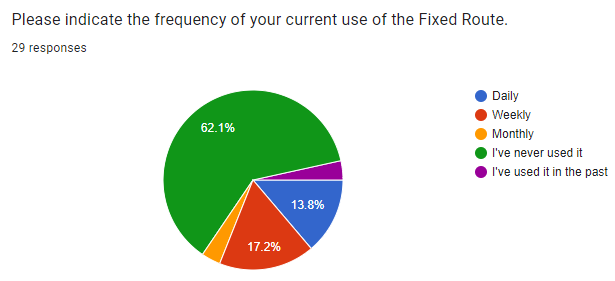 Please indicate the frequency of your current use of the Fixed Route.
29 responses
62.1%
13.8%
17.2%
Daily
Weekly
Monthly
I've never used it
I've used it in the past